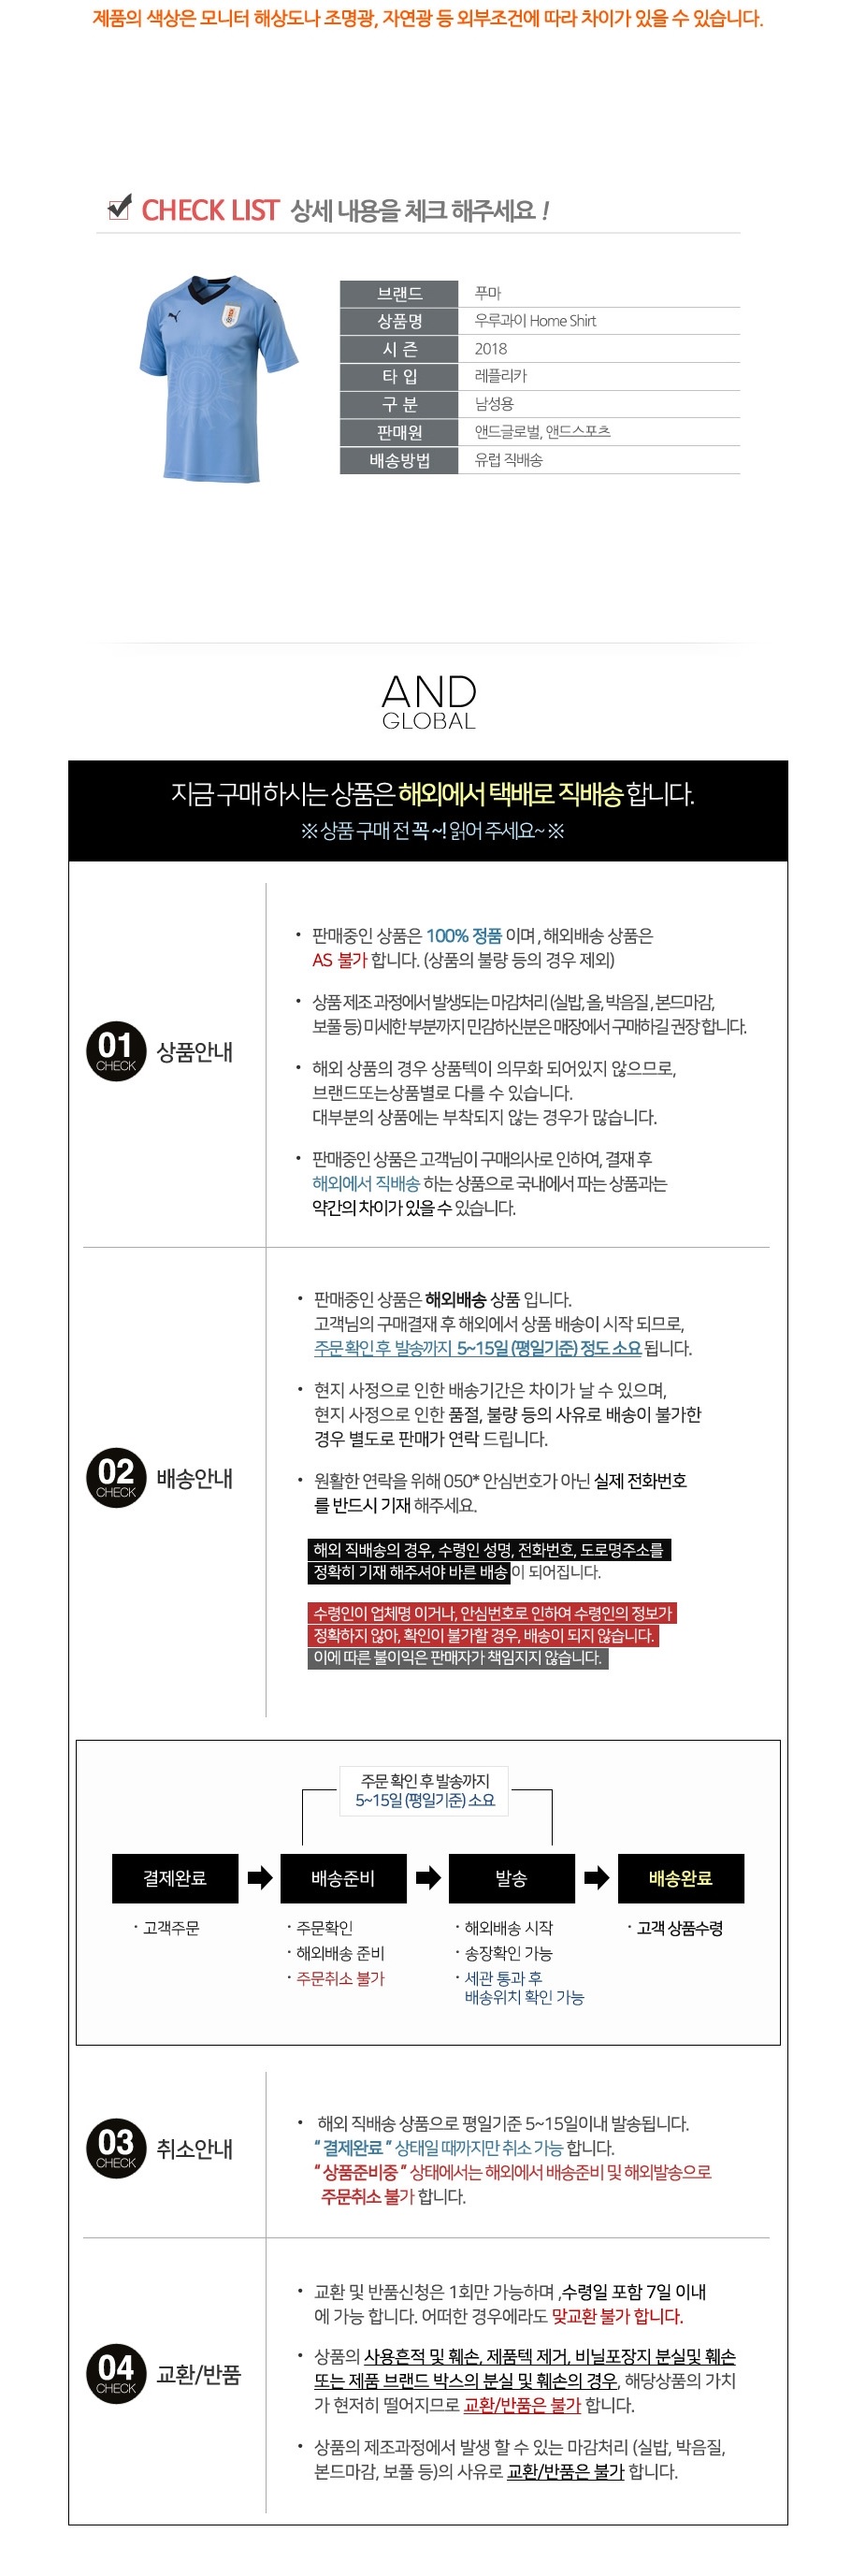 제품의 색상은 모니터 해상도나 조명광, 자연광 등 외부조건에 따라 차이가 있을 수 있습니다.
CHECK LIST 상세 내용을 체크 해주세요 !
브랜드 푸마
상품명 우루과이 Home Shirt
시 즌 2018
타 입 레플리카
구 분 남성용
판매원 앤드글로벌, 앤드스포츠
배송방법 유럽 직배송
AND
GLOBAL
지금 구매 하시는 상품은 해외에서 택배로 직배송 합니다.
※ 상품 구매 전 꼭 ~! 읽어 주세요~ ※
01
CHECK
상품안내
• 판매중인 상품은 100% 정품 이며 , 해외배송 상품은
AS 불가 합니다. (상품의 불량 등의 경우 제외)
• 상품 제조 과정에서 발생되는 마감처리 (실밥, 올, 박음질 , 본드마감,
보풀 등) 미세한 부분까지 민감하신분은 매장에서 구매하길 권장 합니다.
• 해외 상품의 경우 상품텍이 의무화 되어있지 않으므로,
브랜드또는상품별로 다를 수 있습니다.
대부분의 상품에는 부착되지 않는 경우가 많습니다.
• 판매중인 상품은 고객님이 구매의사로 인하여, 결재 후
해외에서 직배송 하는 상품으로 국내에서 파는 상품과는
약간의 차이가 있을 수 있습니다.
02
CHECK
배송안내
• 판매중인 상품은 해외배송 상품 입니다.
고객님의 구매결재 후 해외에서 상품 배송이 시작 되므로,
주문 확인 후 발송까지 5~15일 (평일기준) 정도 소요 됩니다.
• 현지 사정으로 인한 배송기간은 차이가 날 수 있으며,
현지 사정으로 인한 품절, 불량 등의 사유로 배송이 불가한
경우 별도로 판매가 연락 드립니다.
• 원활한 연락을 위해 050* 안심번호가 아닌 실제 전화번호
를 반드시 기재 해주세요.
해외 직배송의 경우, 수령인 성명, 전화번호, 도로명주소를
정확히 기재 해주셔야 바른 배송 이 되어집니다.
수령인이 업체명 이거나, 안심번호로 인하여 수령인의 정보가
정확하지 않아, 확인이 불가할 경우, 배송이 되지 않습니다.
이에 따른 불이익은 판매자가 책임지지 않습니다.
주문 확인 후 발송까지
5~15일 (평일기준) 소요
결제완료
배송준비
발송
배송완료
· 고객주문
· 주문확인
· 해외배송 준비
· 주문취소 불가
· 해외배송 시작
· 송장확인 가능
· 세관 통과 후
배송위치 확인 가능
· 고객 상품수령
03
CHECK
취소안내
• 해외 직배송 상품으로 평일기준 5~15일이내 발송됩니다.
“ 결제완료 ” 상태일 때까지만 취소 가능 합니다.
“ 상품준비중 ” 상태에서는 해외에서 배송준비 및 해외발송으로
주문취소 불가 합니다.
04
CHECK
교환/반품
• 교환 및 반품신청은 1회만 가능하며 ,수령일 포함 7일 이내
에 가능 합니다. 어떠한 경우에라도 맞교환 불가 합니다.
• 상품의 사용흔적 및 훼손, 제품텍 제거, 비닐포장지 분실및 훼손
또는 제품 브랜드 박스의 분실 및 훼손의 경우, 해당상품의 가치
가 현저히 떨어지므로 교환/반품은 불가 합니다.
• 상품의 제조과정에서 발생 할 수 있는 마감처리 (실밥, 박음질,
본드마감, 보풀 등)의 사유로 교환/반품은 불가 합니다.